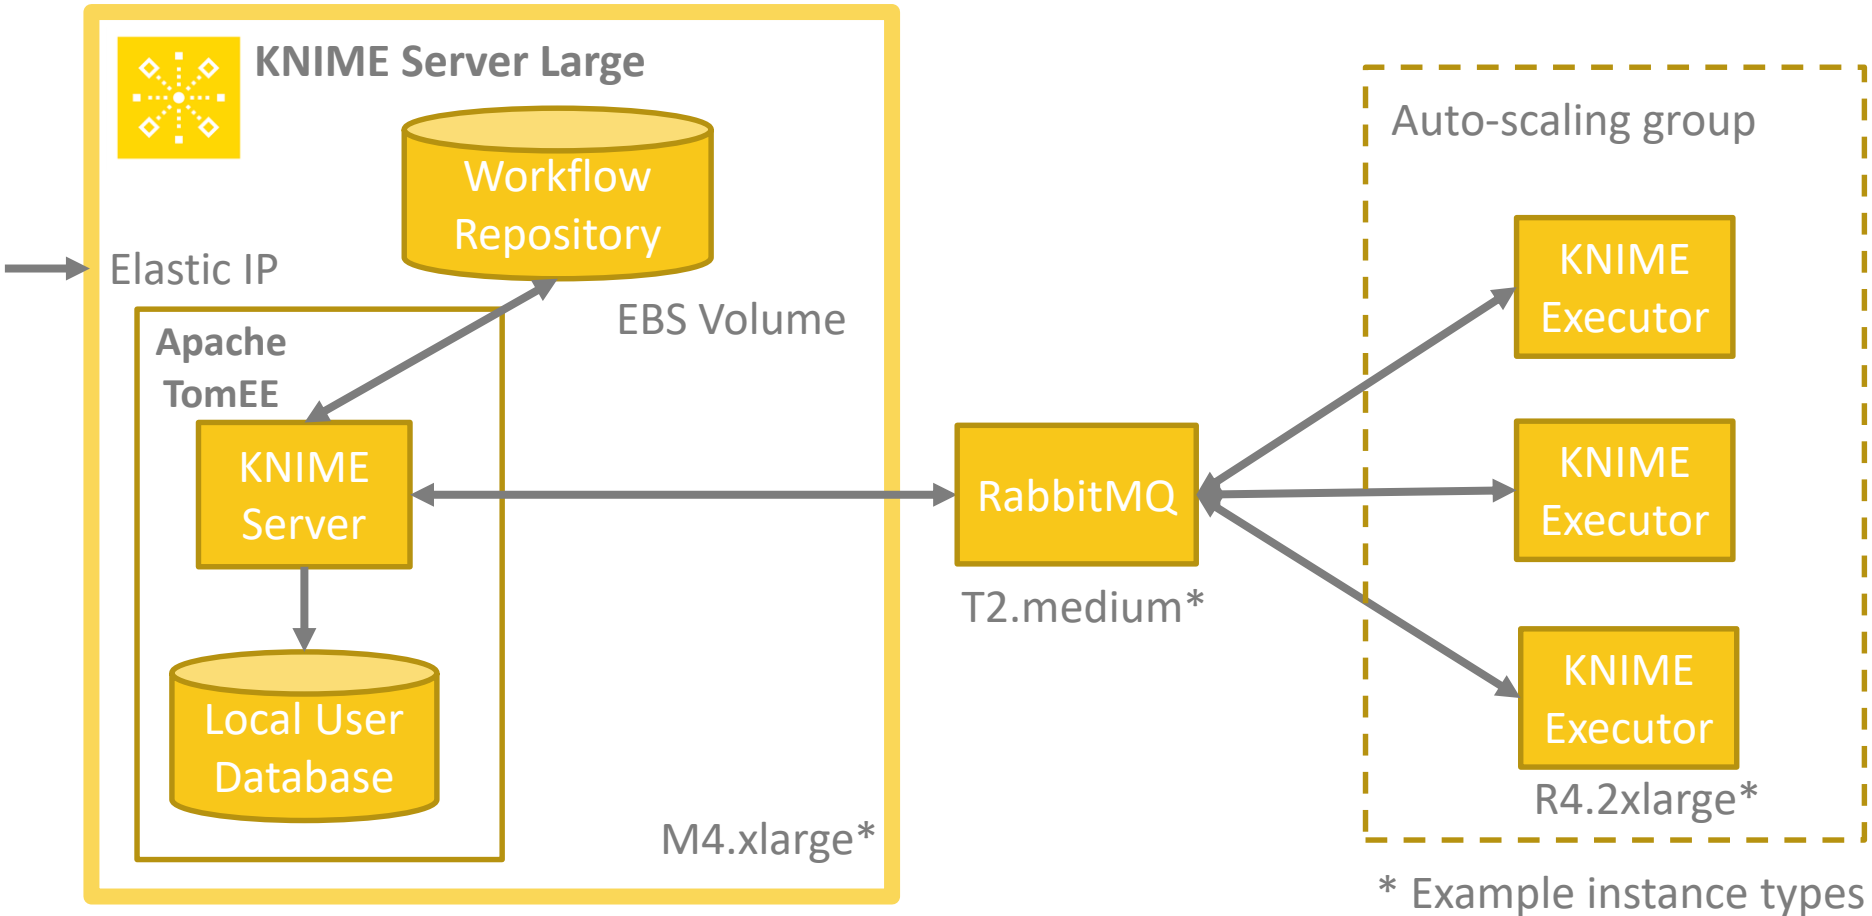 KNIME Server Large
Workflow
Repository
Elastic IP
EBS Volume
Apache
TomEE
KNIME
Server
Local User
Database
M4.xlarge*
RabbitMQ
T2.medium*
Auto-scaling group
KNIME
Executor
KNIME
Executor
KNIME
Executor
R4.2xlarge*
* Example instance types